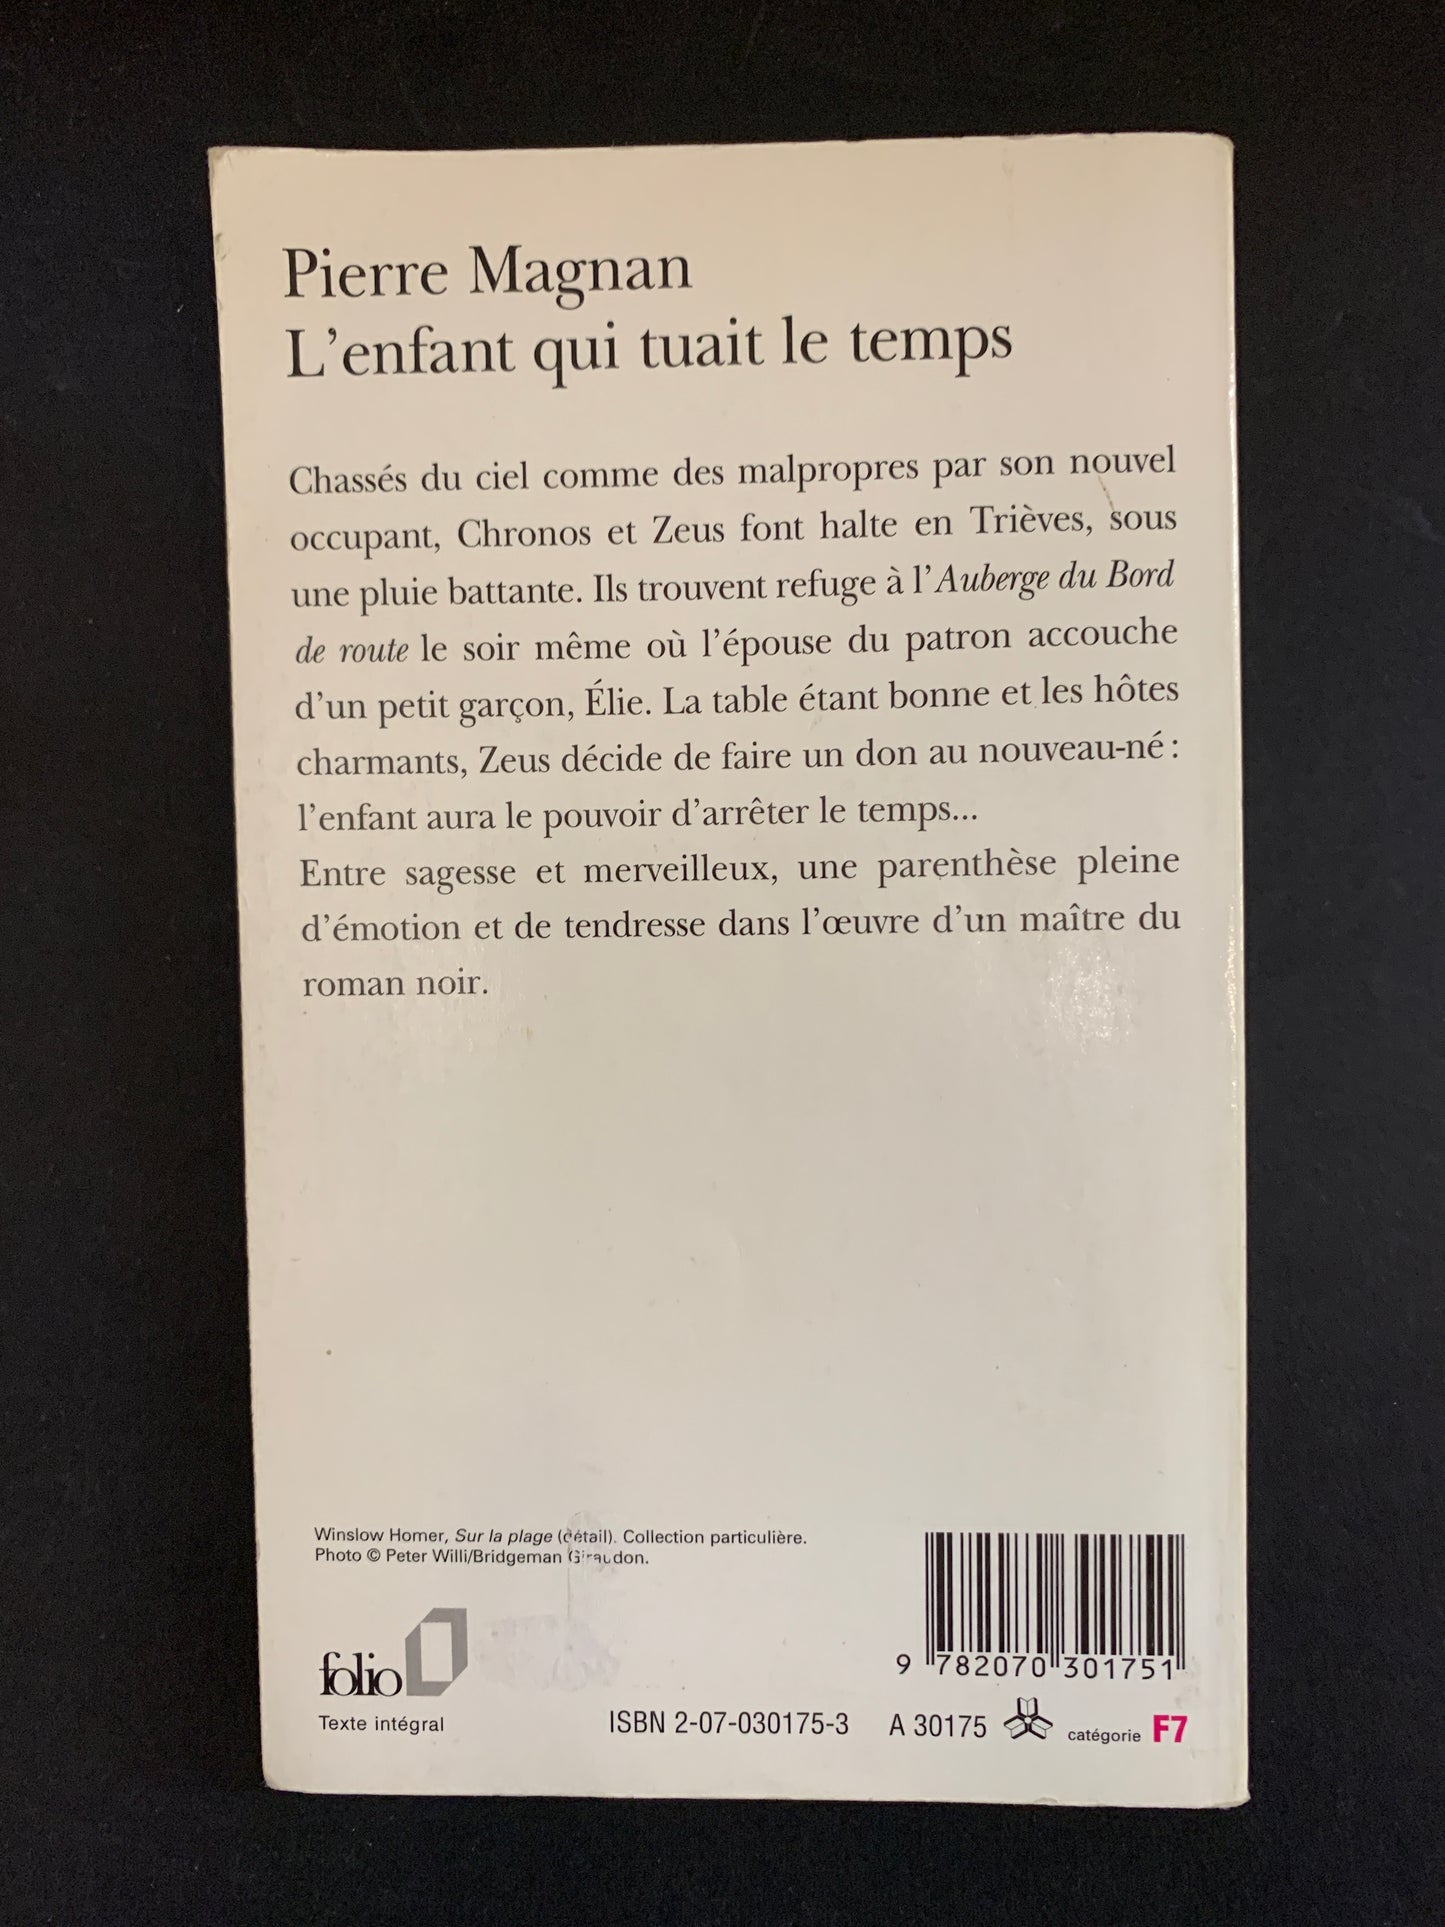 Pierre Magnan
L'enfant qui tuait le temps
Chassés du ciel comme des malpropres par son nouvel
occupant, Chronos et Zeus font halte en Trièves, sous
une pluie battante. Ils trouvent refuge à l'Auberge du Bord
de route le soir même où l'épouse du patron accouche
d'un petit garçon, Élie. La table étant bonne et les hôtes
charmants, Zeus décide de faire un don au nouveau-né :
l'enfant aura le pouvoir d'arrêter le temps...
Entre sagesse et merveilleux, une parenthèse pleine
d'émotion et de tendresse dans l'œuvre d'un maître du
roman noir.
Winslow Homer, Sur la plage (détail). Collection particulière.
Photo © Peter Willi/Bridgeman Giraudon.
folio
Texte intégral
9 782070 301751
ISBN 2-07-030175-3 A 30175 catégorie F7